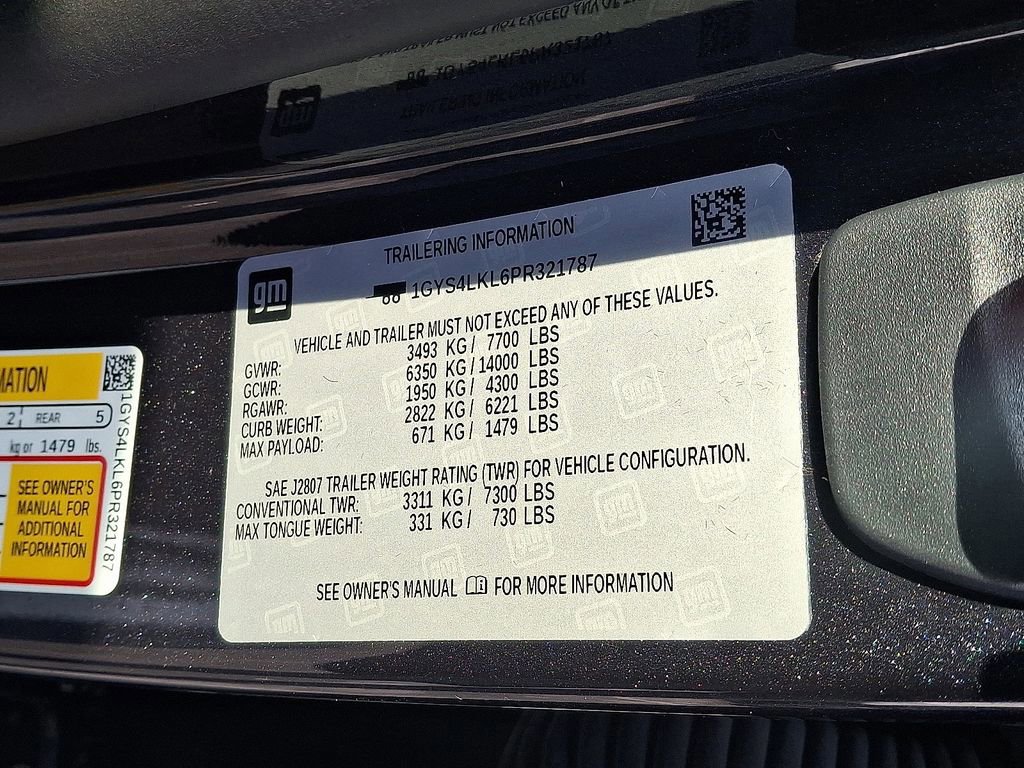 TRAILERING INFORMATION
gm
88 1GYS4LKL6PR321787
VEHICLE AND TRAILER MUST NOT EXCEED ANY OF THESE VALUES.
GVWR: 3493 KG / 7700 LBS
GCWR: 6350 KG / 14000 LBS
RGAWR: 1950 KG / 4300 LBS
CURB WEIGHT: 2822 KG / 6221 LBS
MAX PAYLOAD: 671 KG / 1479 LBS
SAE J2807 TRAILER WEIGHT RATING (TWR) FOR VEHICLE CONFIGURATION.
CONVENTIONAL TWR: 3311 KG / 7300 LBS
MAX TONGUE WEIGHT: 331 KG / 730 LBS
SEE OWNER'S MANUAL FOR MORE INFORMATION
MATION
2 REAR 5
kg or 1479 lbs.
SEE OWNER'S
MANUAL FOR
ADDITIONAL
INFORMATION
1GYS4LKL6PR321787